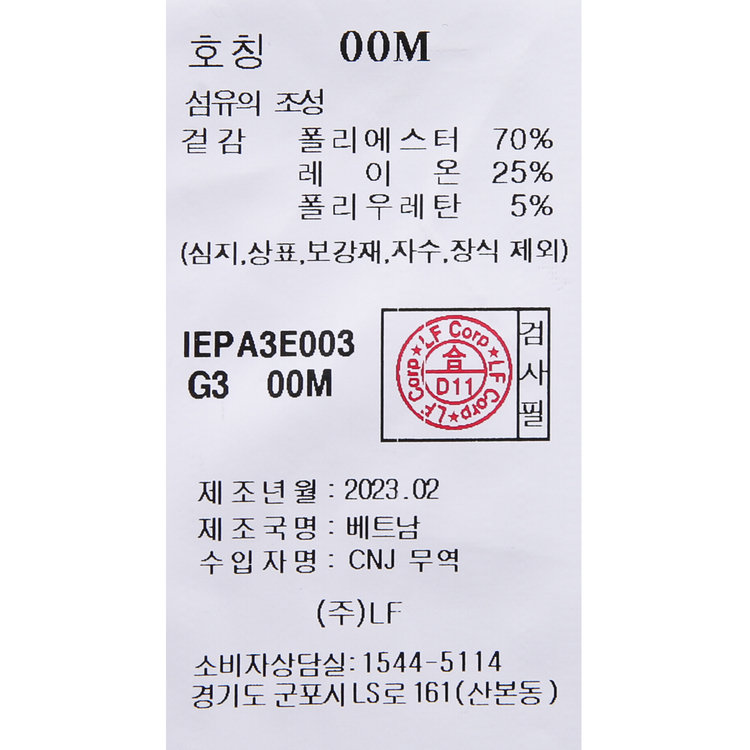 호칭 00M
섬유의 조성
겉감 폴리에스터 70%
레이온 25%
폴리우레탄 5%
(심지,상표,보강재,자수,장식 제외)
IEPA3E003
G3 00M
LF Corp★LF Corp★LF Corp★
合
D11
검사필
제조년월 : 2023.02
제조국명 : 베트남
수입자명 : CNJ 무역
(주)LF
소비자상담실:1544-5114
경기도 군포시 LS로 161(산본동)